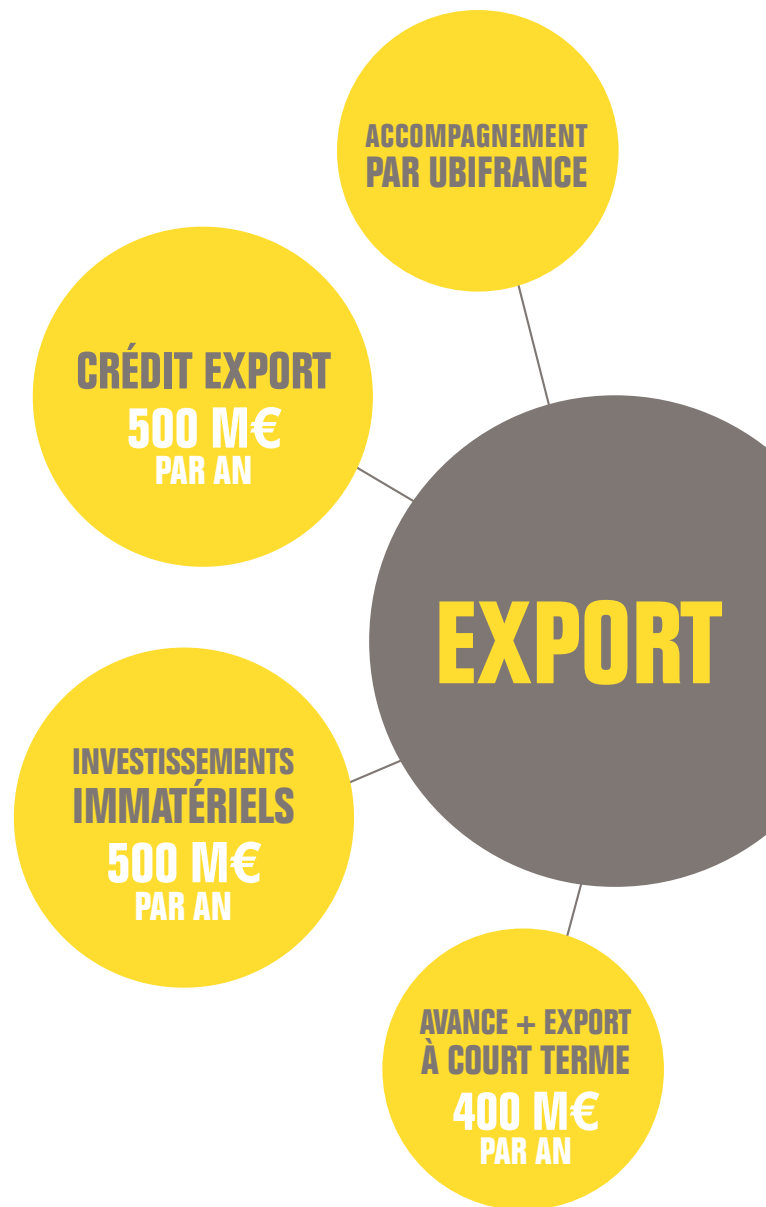 ACCOMPAGNEMENT
PAR UBIFRANCE
CRÉDIT EXPORT
500 M€
PAR AN
EXPORT
INVESTISSEMENTS
IMMATÉRIELS
500 M€
PAR AN
AVANCE + EXPORT
À COURT TERME
400 M€
PAR AN